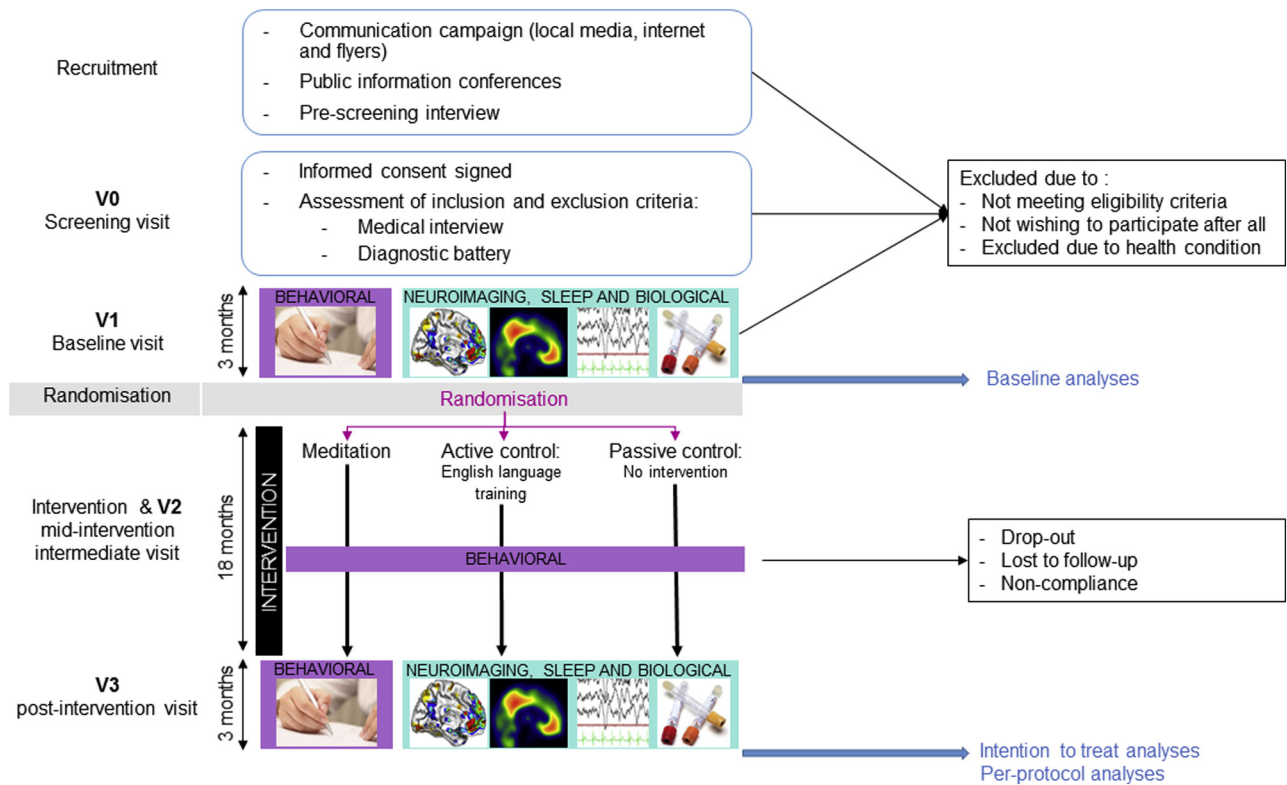 Recruitment
- Communication campaign (local media, internet
and flyers)
- Public information conferences
- Pre-screening interview
V0
Screening visit
- Informed consent signed
- Assessment of inclusion and exclusion criteria:
- Medical interview
- Diagnostic battery
Excluded due to :
- Not meeting eligibility criteria
- Not wishing to participate after all
- Excluded due to health condition
V1
Baseline visit
3 months
BEHAVIORAL
NEUROIMAGING, SLEEP AND BIOLOGICAL
Baseline analyses
Randomisation
Randomisation
Intervention & V2
mid-intervention
intermediate visit
18 months
INTERVENTION
Meditation
Active control:
English language
training
Passive control:
No intervention
BEHAVIORAL
- Drop-out
- Lost to follow-up
- Non-compliance
V3
post-intervention visit
3 months
BEHAVIORAL
NEUROIMAGING, SLEEP AND BIOLOGICAL
Intention to treat analyses
Per-protocol analyses